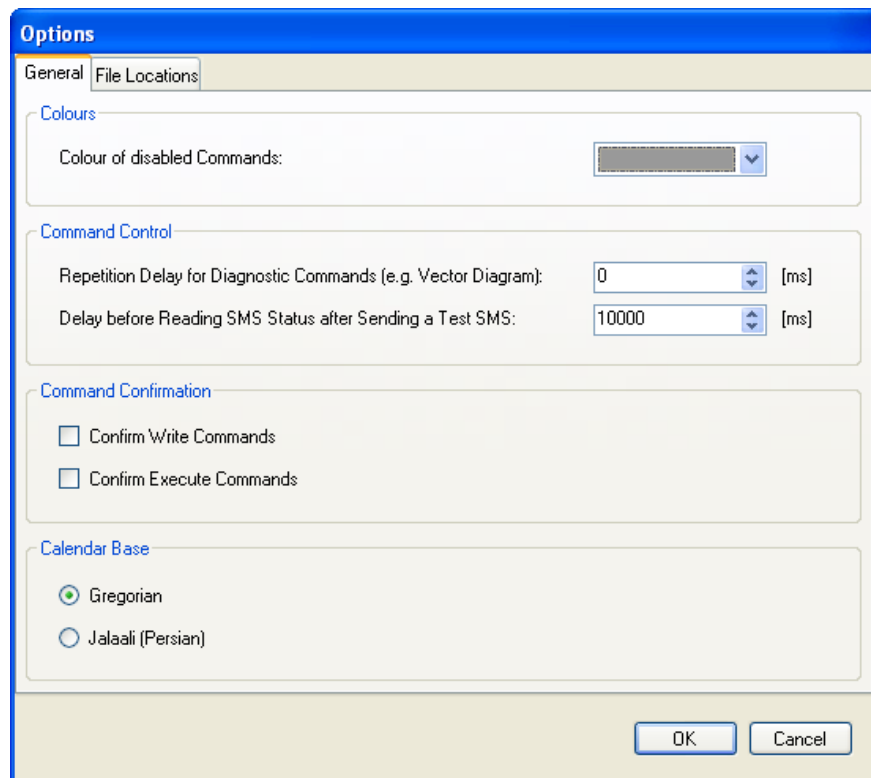 Options
General File Locations
Colours
Colour of disabled Commands:
Command Control
Repetition Delay for Diagnostic Commands (e.g. Vector Diagram): 0 [ms]
Delay before Reading SMS Status after Sending a Test SMS: 10000 [ms]
Command Confirmation
Confirm Write Commands
Confirm Execute Commands
Calendar Base
Gregorian
Jalaali (Persian)
OK Cancel